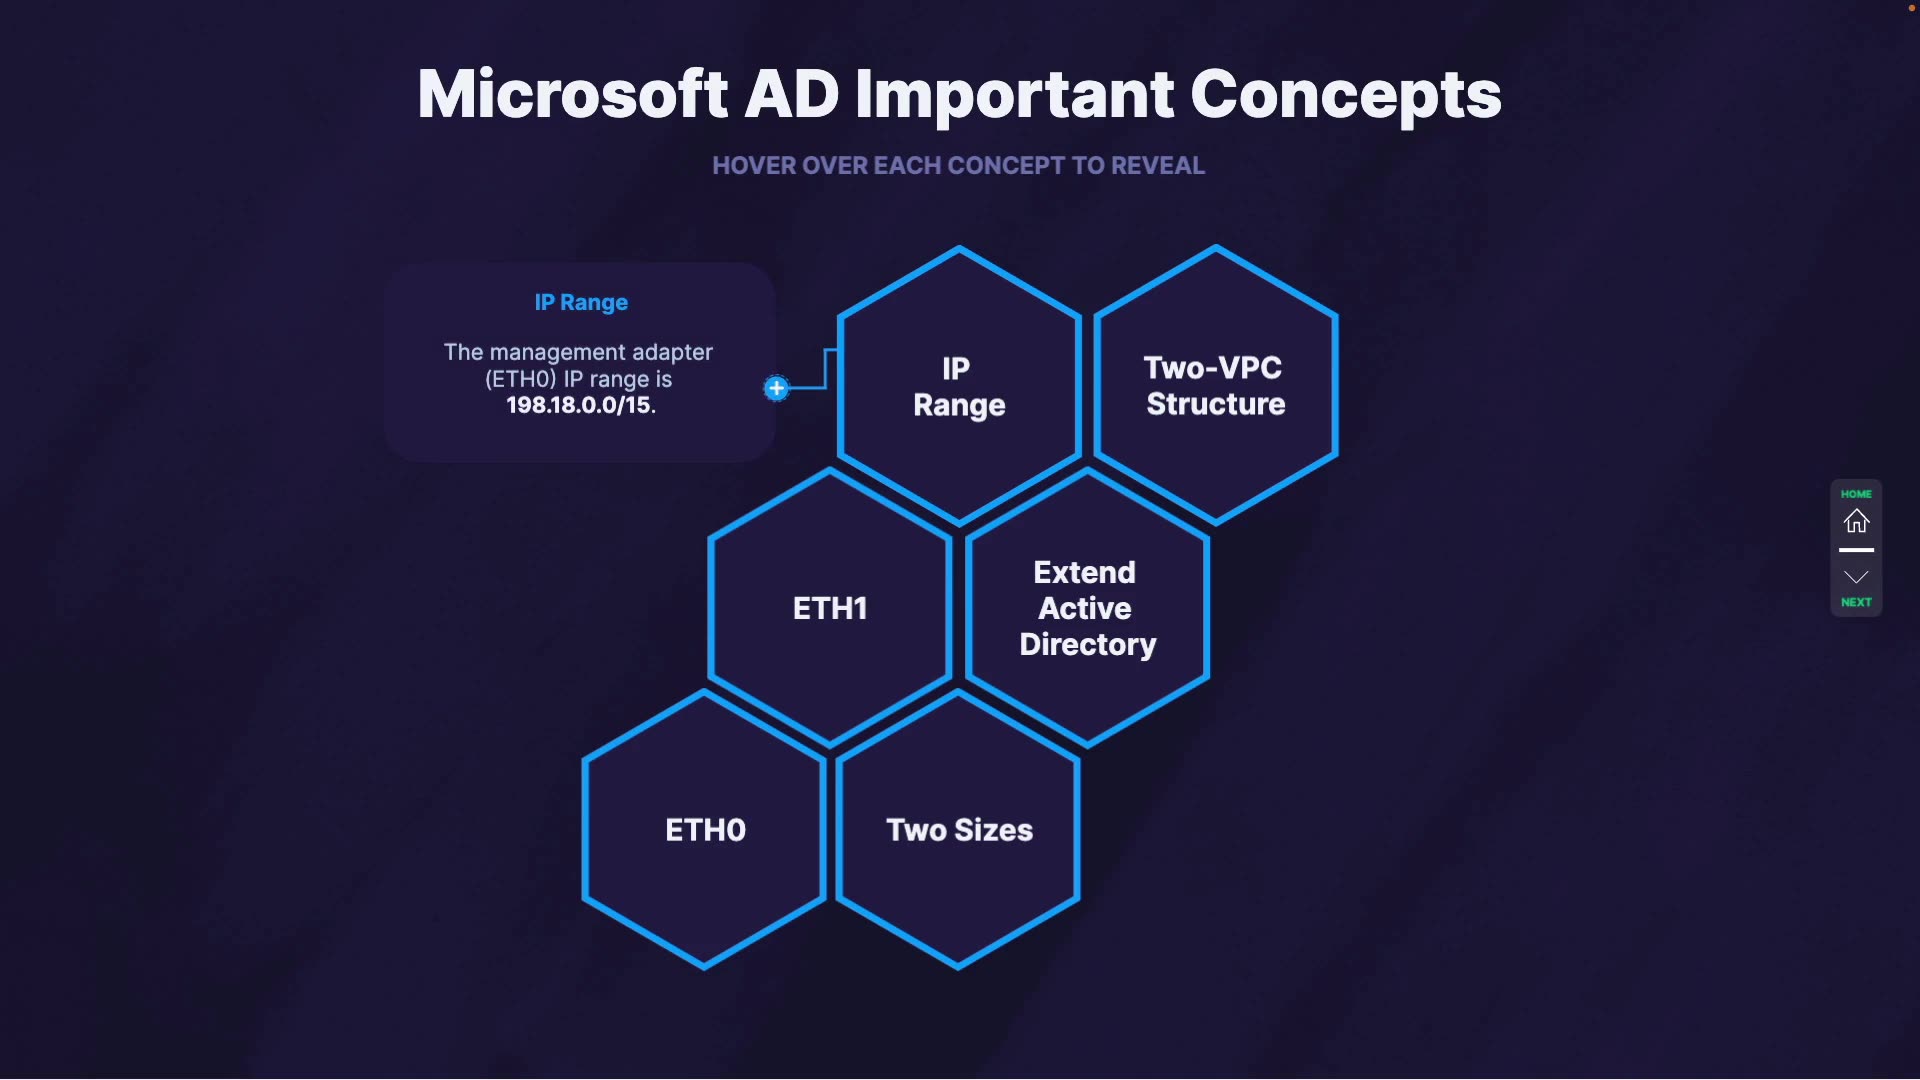 Microsoft AD Important Concepts
HOVER OVER EACH CONCEPT TO REVEAL
IP Range
The management adapter
(ETH0) IP range is
198.18.0.0/15.
IP
Range
Two-VPC
Structure
ETH1
Extend
Active
Directory
ETH0
Two Sizes
HOME
NEXT